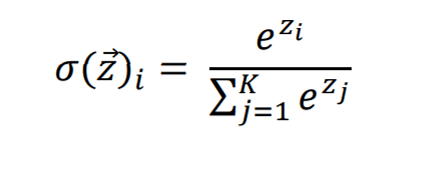 σ(z⃗)ᵢ = e^{zᵢ} / ∑_{j=1}^{K} e^{zⱼ}